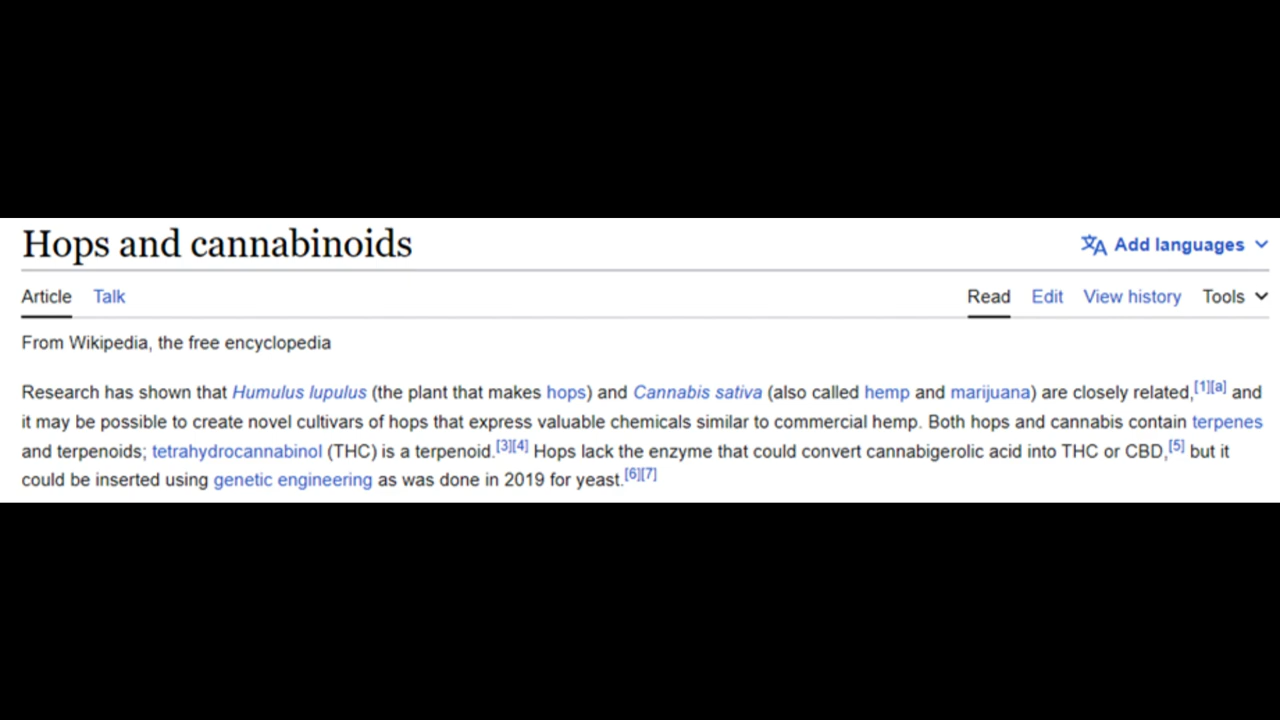 Hops and cannabinoids
Add languages
Article Talk Read Edit View history Tools
From Wikipedia, the free encyclopedia
Research has shown that Humulus lupulus (the plant that makes hops) and Cannabis sativa (also called hemp and marijuana) are closely related,[1][a] and
it may be possible to create novel cultivars of hops that express valuable chemicals similar to commercial hemp. Both hops and cannabis contain terpenes
and terpenoids; tetrahydrocannabinol (THC) is a terpenoid.[3][4] Hops lack the enzyme that could convert cannabigerolic acid into THC or CBD,[5] but it
could be inserted using genetic engineering as was done in 2019 for yeast.[6][7]